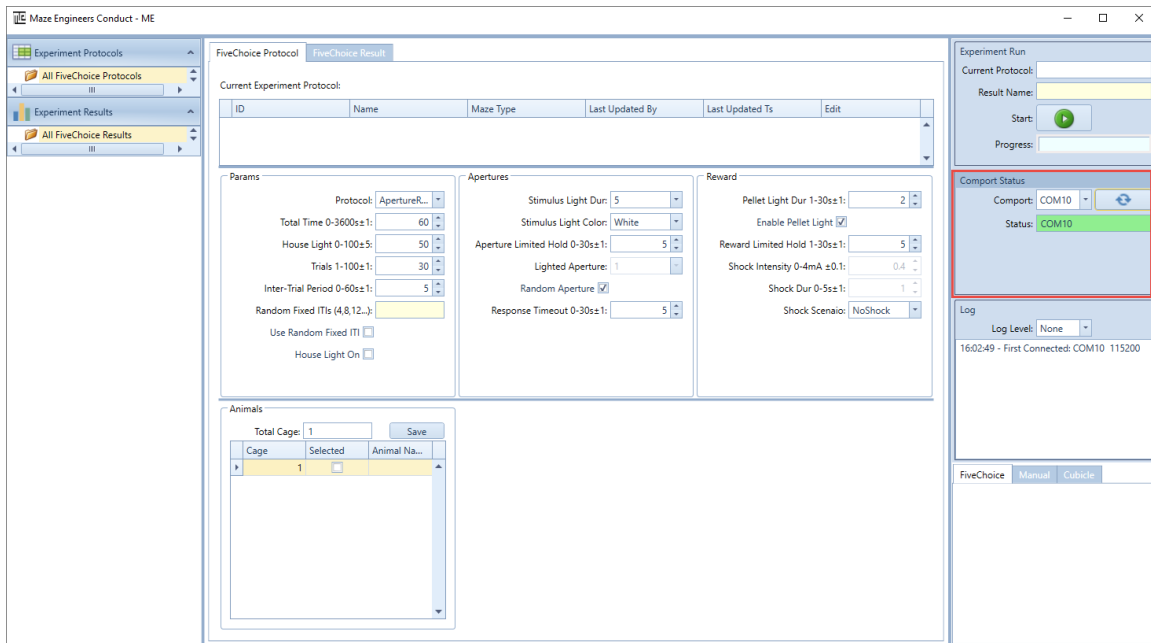 Maze Engineers Conduct - ME
Experiment Protocols
All FiveChoice Protocols
Experiment Results
All FiveChoice Results
FiveChoice Protocol FiveChoice Result
Current Experiment Protocol:
ID Name Maze Type Last Updated By Last Updated Ts Edit
Params
Protocol: ApertureR...
Total Time 0-3600s±1: 60
House Light 0-100±5: 50
Trials 1-100±1: 30
Inter-Trial Period 0-60s±1: 5
Random Fixed ITIs (4,8,12...):
Use Random Fixed ITI
House Light On
Apertures
Stimulus Light Dur: 5
Stimulus Light Color: White
Aperture Limited Hold 0-30s±1: 5
Lighted Aperture: 1
Random Aperture
Response Timeout 0-30s±1: 5
Reward
Pellet Light Dur 1-30s±1: 2
Enable Pellet Light
Reward Limited Hold 1-30s±1: 5
Shock Intensity 0-4mA ±0.1: 0.4
Shock Dur 0-5s±1: 1
Shock Scenaio: NoShock
Animals
Total Cage: 1 Save
Cage Selected Animal Na...
1
Experiment Run
Current Protocol:
Result Name:
Start:
Progress:
Comport Status
Comport: COM10
Status: COM10
Log
Log Level: None
16:02:49 - First Connected: COM10 115200
FiveChoice Manual Cubicle